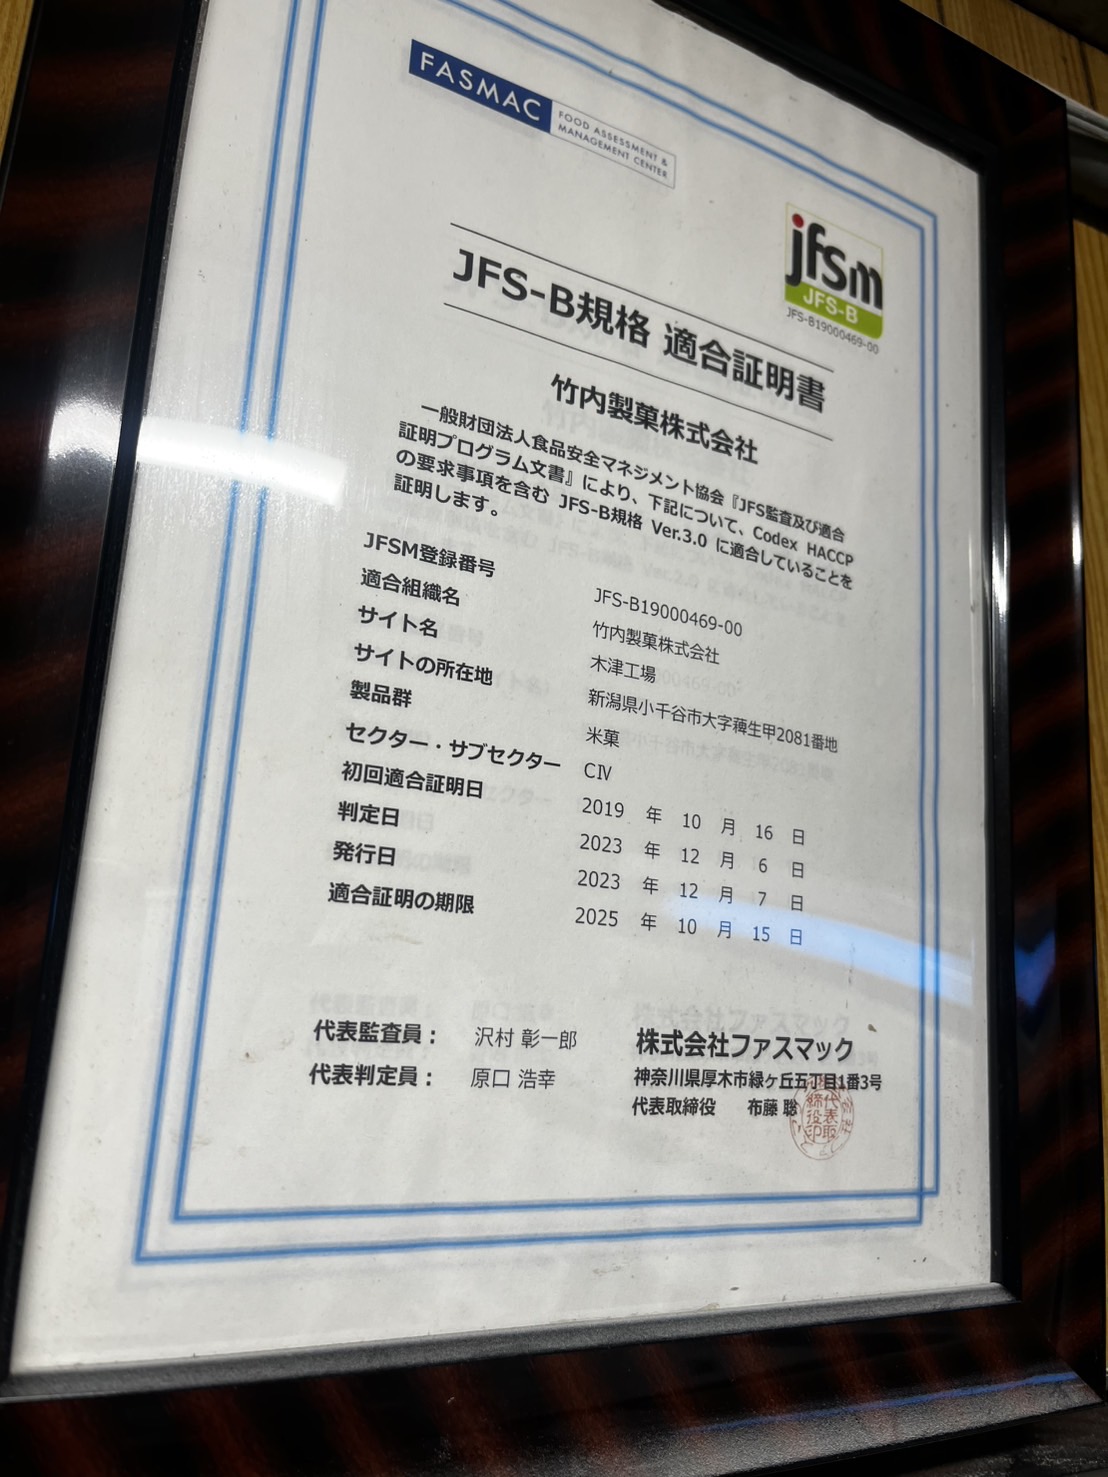 FASMAC
FOOD ASSESSMENT &
MANAGEMENT CENTER
jfsm
JFS-B
JFS-B19000469-00
JFS-B規格 適合証明書
竹内製菓株式会社
一般財団法人食品安全マネジメント協会『JFS監査及び適合
証明プログラム文書』により、下記について、Codex HACCP
の要求事項を含む JFS-B規格 Ver.3.0 に適合していることを
証明します。
JFSM登録番号 JFS-B19000469-00
適合組織名 竹内製菓株式会社
サイト名 木津工場
サイトの所在地 新潟県小千谷市大字薭生甲2081番地
製品群 米菓
セクター・サブセクター CⅣ
初回適合証明日 2019 年 10 月 16 日
判定日 2023 年 12 月 6 日
発行日 2023 年 12 月 7 日
適合証明の期限 2025 年 10 月 15 日
代表監査員： 沢村 彰一郎
代表判定員： 原口 浩幸
株式会社ファスマック
神奈川県厚木市緑ヶ丘五丁目1番3号
代表取締役 布藤 聡